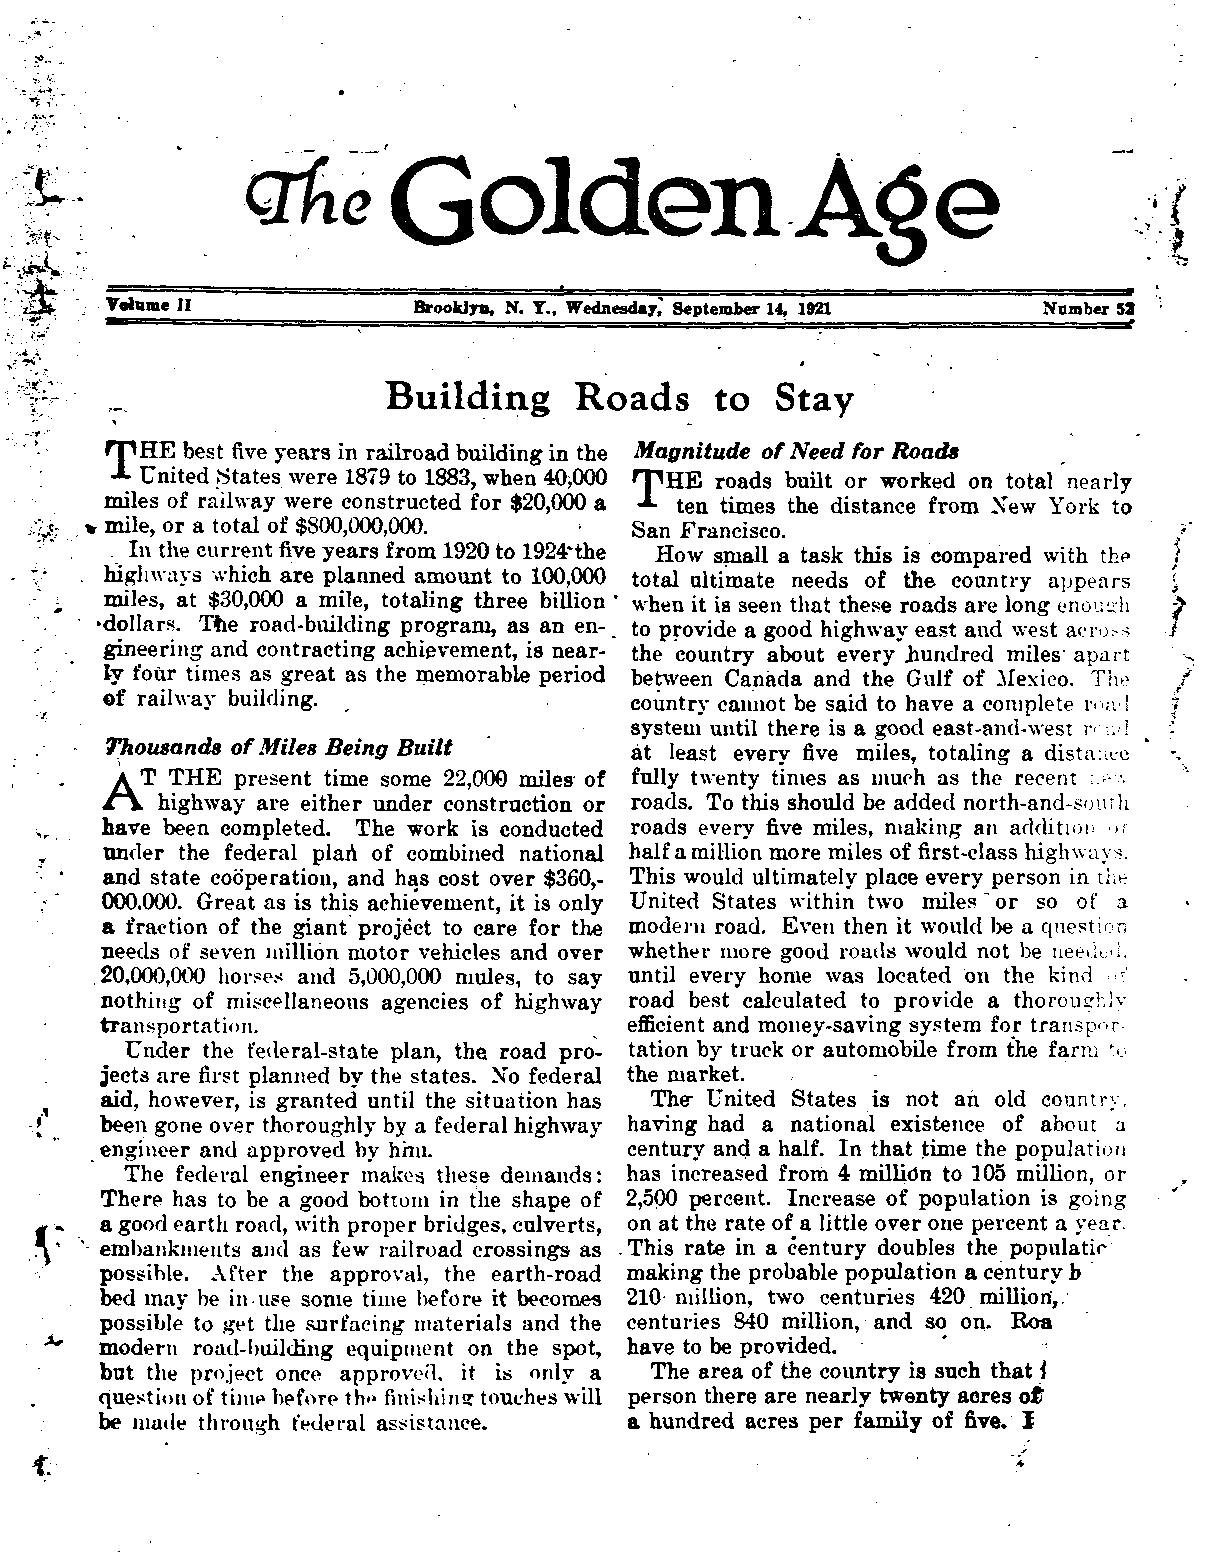 The Golden Age
Volume II Brooklyn, N. Y., Wednesday, September 14, 1921 Number 52
Building Roads to Stay
THE best five years in railroad building in the
United States were 1879 to 1883, when 40,000
miles of railway were constructed for $20,000 a
mile, or a total of $800,000,000.
In the current five years from 1920 to 1924 the
highways which are planned amount to 100,000
miles, at $30,000 a mile, totaling three billion
dollars. The road-building program, as an en-
gineering and contracting achievement, is near-
ly four times as great as the memorable period
of railway building.
Thousands of Miles Being Built
AT THE present time some 22,000 miles of
highway are either under construction or
have been completed. The work is conducted
under the federal plan of combined national
and state coöperation, and has cost over $360,-
000,000. Great as is this achievement, it is only
a fraction of the giant project to care for the
needs of seven million motor vehicles and over
20,000,000 horses and 5,000,000 mules, to say
nothing of miscellaneous agencies of highway
transportation.
Under the federal-state plan, the road pro-
jects are first planned by the states. No federal
aid, however, is granted until the situation has
been gone over thoroughly by a federal highway
engineer and approved by him.
The federal engineer makes these demands:
There has to be a good bottom in the shape of
a good earth road, with proper bridges, culverts,
embankments and as few railroad crossings as
possible. After the approval, the earth-road
bed may be in use some time before it becomes
possible to get the surfacing materials and the
modern road-building equipment on the spot,
but the project once approved, it is only a
question of time before the finishing touches will
be made through federal assistance.
Magnitude of Need for Roads
THE roads built or worked on total nearly
ten times the distance from New York to
San Francisco.
How small a task this is compared with the
total ultimate needs of the country appears
when it is seen that these roads are long enough
to provide a good highway east and west across
the country about every hundred miles apart
between Canada and the Gulf of Mexico. The
country cannot be said to have a complete road
system until there is a good east-and-west road
at least every five miles, totaling a distance
fully twenty times as much as the recent
roads. To this should be added north-and-south
roads every five miles, making an addition of
half a million more miles of first-class highways.
This would ultimately place every person in the
United States within two miles or so of a
modern road. Even then it would be a question
whether more good roads would not be needed,
until every home was located on the kind of
road best calculated to provide a thoroughly
efficient and money-saving system for transpor-
tation by truck or automobile from the farm to
the market.
The United States is not an old country,
having had a national existence of about a
century and a half. In that time the population
has increased from 4 million to 105 million, or
2,500 percent. Increase of population is going
on at the rate of a little over one percent a year.
This rate in a century doubles the
making the probable population a century
210 million, two centuries 420 million,
centuries 840 million, and so on.
have to be provided.
The area of the country is such that
person there are nearly twenty acres of
a hundred acres per family of five.